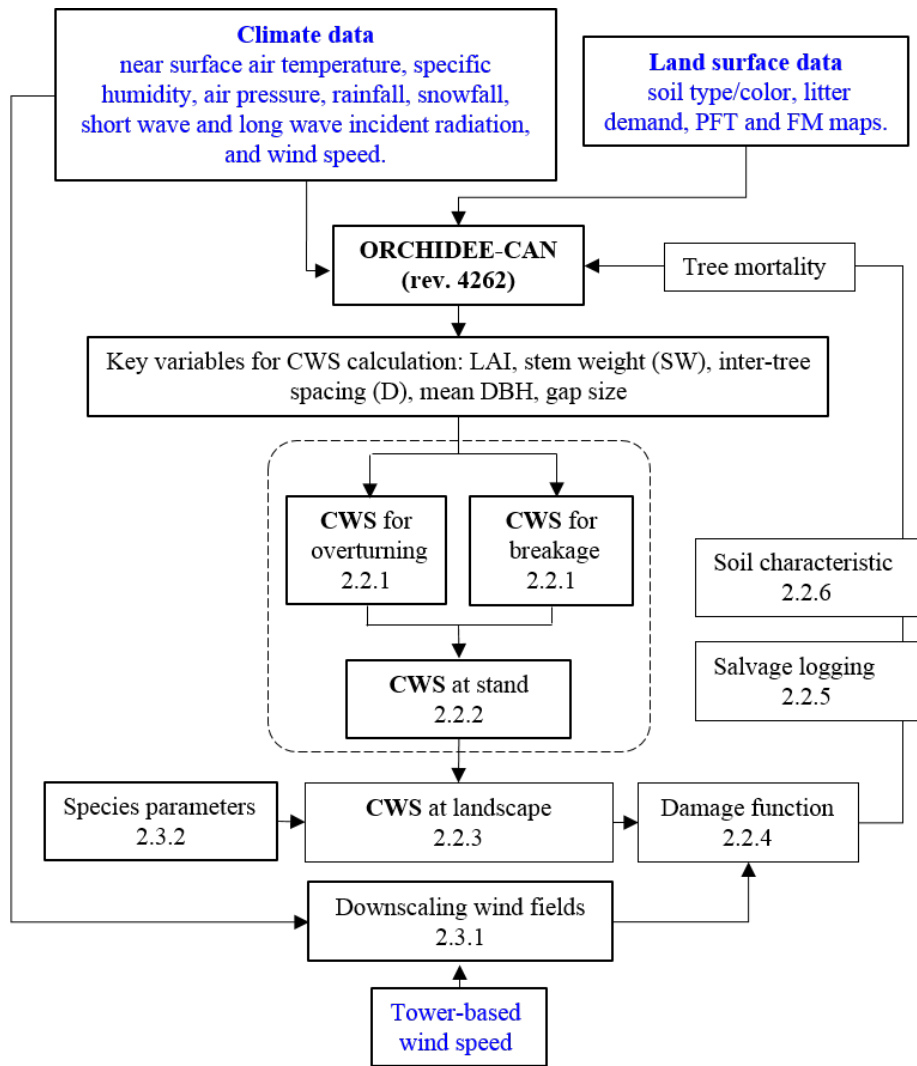 Climate data
near surface air temperature, specific
humidity, air pressure, rainfall, snowfall,
short wave and long wave incident radiation,
and wind speed.
Land surface data
soil type/color, litter
demand, PFT and FM maps.
ORCHIDEE-CAN
(rev. 4262)
Tree mortality
Key variables for CWS calculation: LAI, stem weight (SW), inter-tree
spacing (D), mean DBH, gap size
CWS for
overturning
2.2.1
CWS for
breakage
2.2.1
Soil characteristic
2.2.6
CWS at stand
2.2.2
Salvage logging
2.2.5
Species parameters
2.3.2
CWS at landscape
2.2.3
Damage function
2.2.4
Downscaling wind fields
2.3.1
Tower-based
wind speed